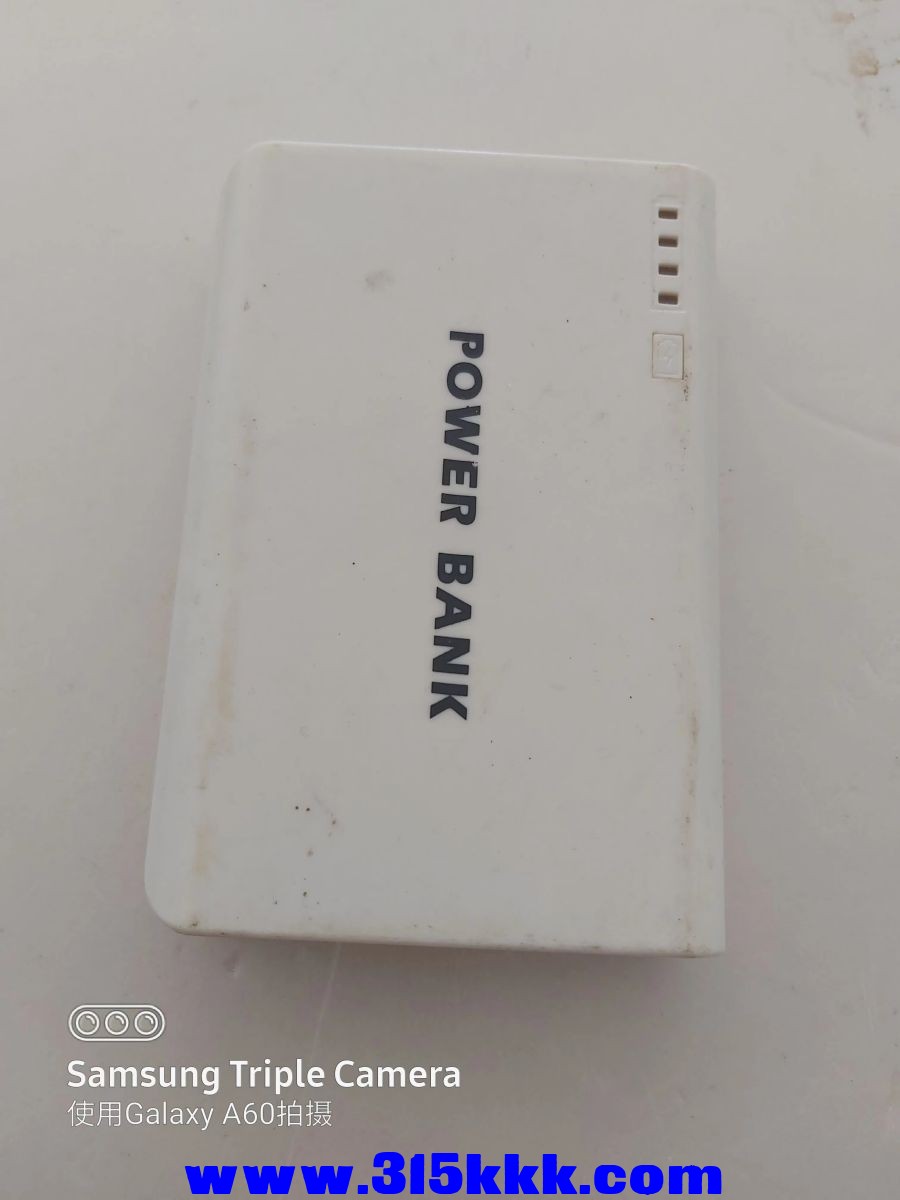 POWER BANK
Samsung Triple Camera
使用Galaxy A60拍摄
www.315kkk.com